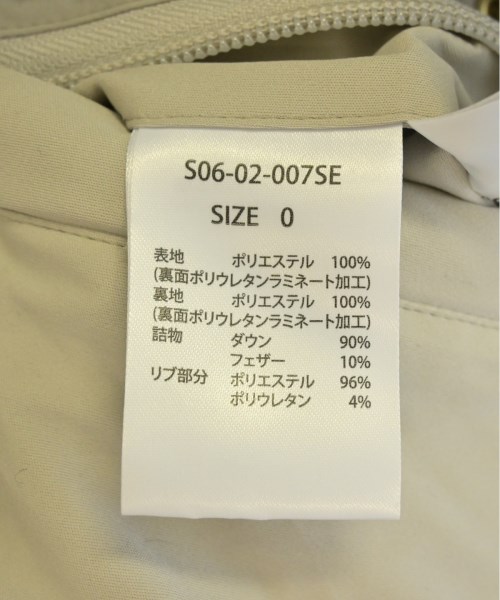 S06-02-007SE
SIZE 0
表地 ポリエステル 100%
(裏面ポリウレタンラミネート加工)
裏地 ポリエステル 100%
(裏面ポリウレタンラミネート加工)
詰物 ダウン 90%
フェザー 10%
リブ部分 ポリエステル 96%
ポリウレタン 4%